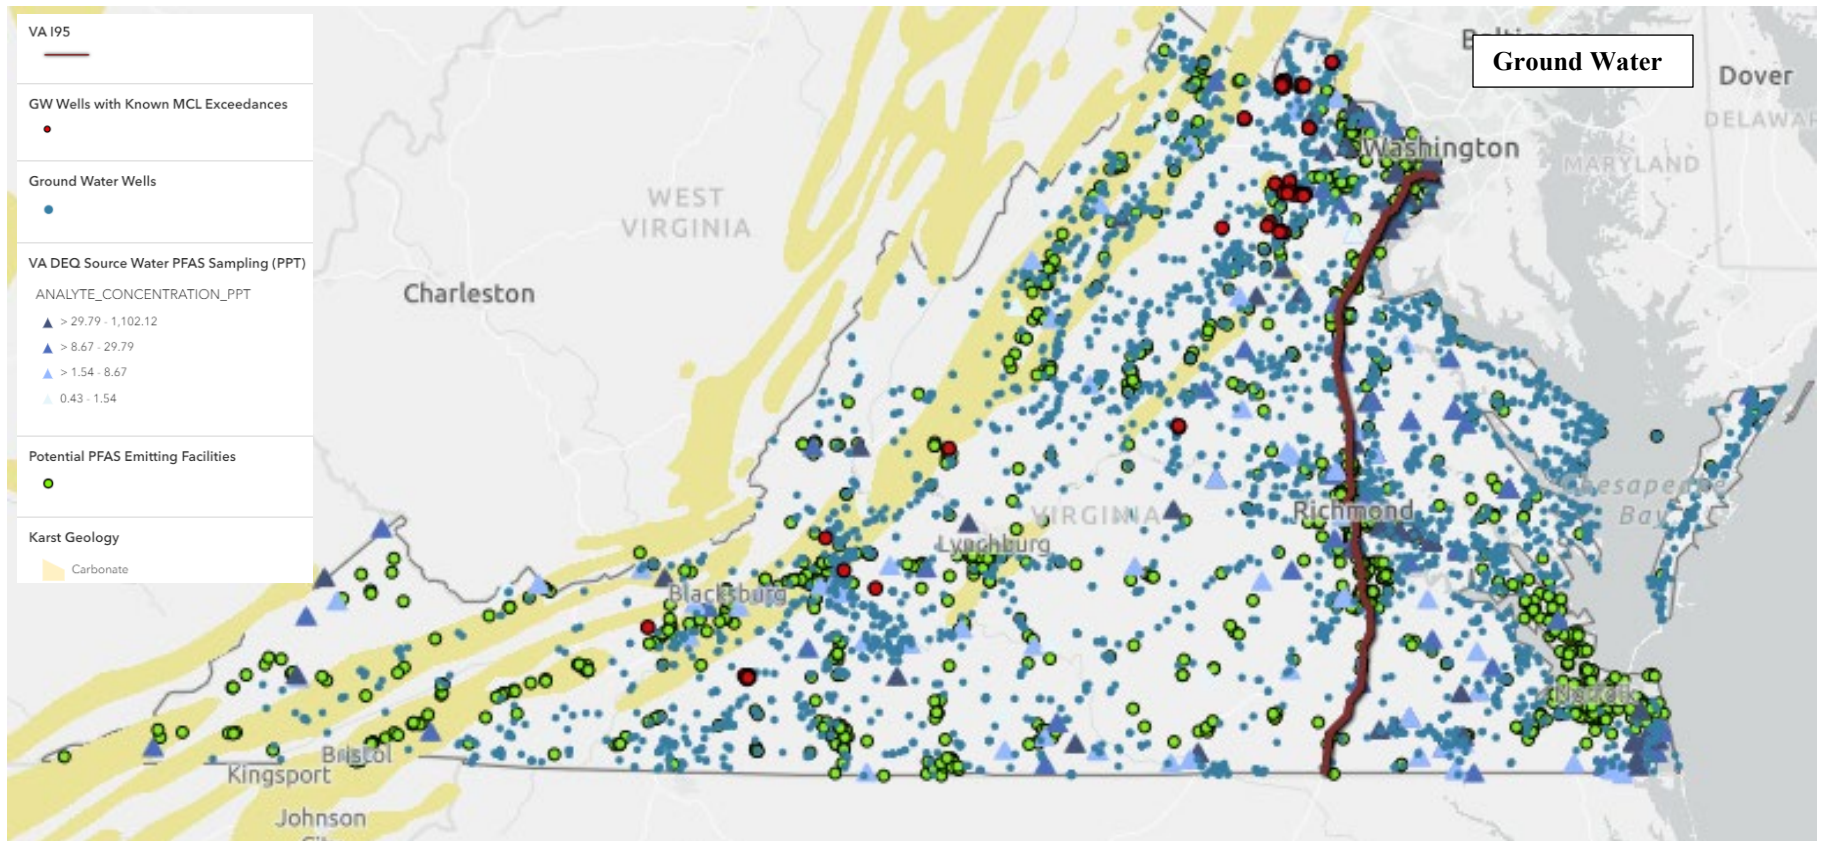 VA I95
GW Wells with Known MCL Exceedances
Ground Water Wells
VA DEQ Source Water PFAS Sampling (PPT)
ANALYTE_CONCENTRATION_PPT
> 29.79 - 1,102.12
> 8.67 - 29.79
> 1.54 - 8.67
0.43 - 1.54
Potential PFAS Emitting Facilities
Karst Geology
Carbonate
Ground Water
Dover
DELAWAR
Washington
MARYLAND
WEST
VIRGINIA
Charleston
Richmond
VIRGINIA
Lynchburg
Chesapeake
Bay
Blacksburg
Norfolk
Bristol
Kingsport
Johnson